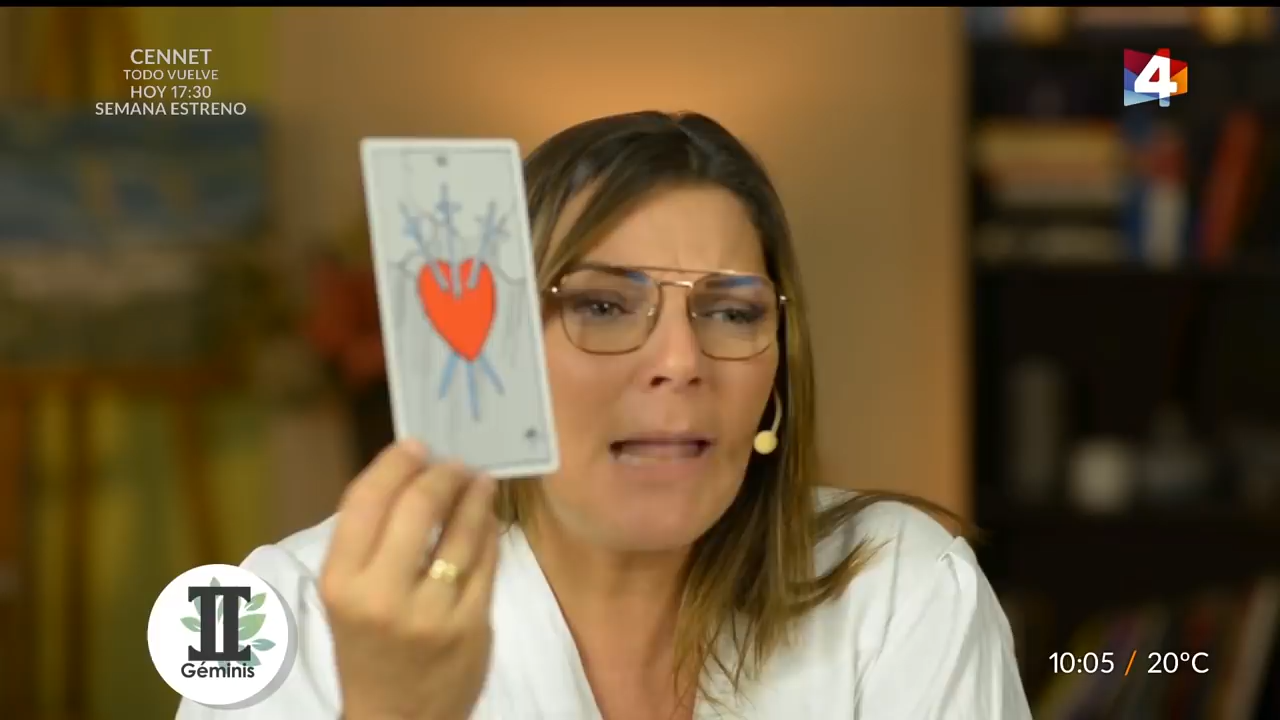 CENNET
TODO VUELVE
HOY 17:30
SEMANA ESTRENO
4
Géminis
10:05 / 20°C